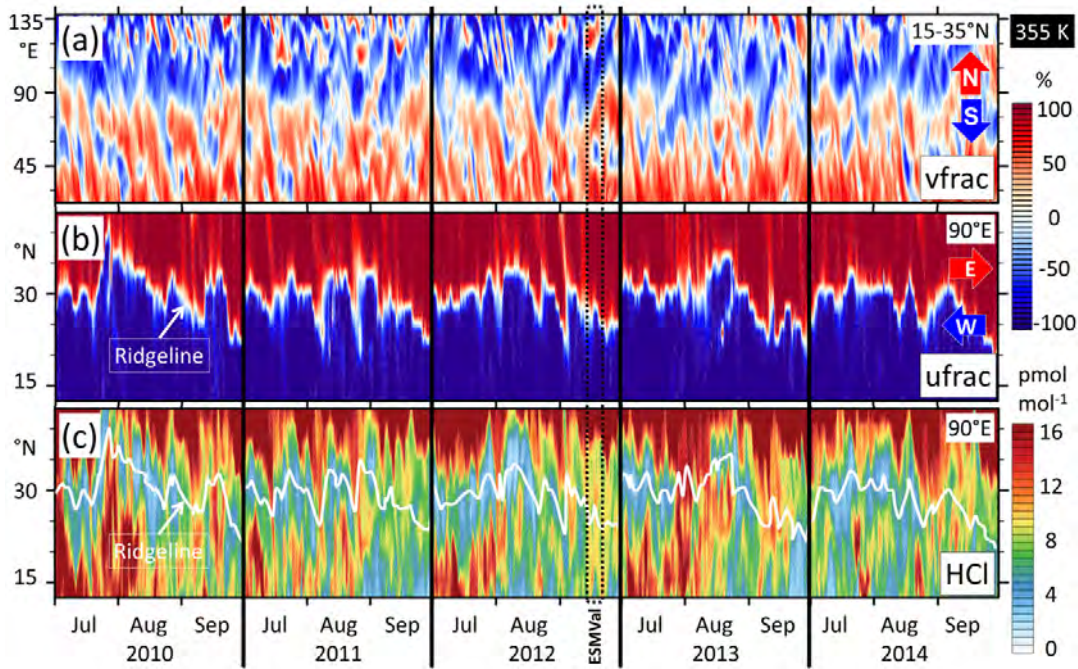 (a)
135
°E
90
45
15-35°N
N
S
vfrac
355 K
%
100
50
0
-50
-100
(b)
°N
30
15
Ridgeline
90°E
E
W
ufrac
pmol
mol⁻¹
(c)
°N
30
15
Ridgeline
90°E
HCl
16
12
8
4
0
Jul Aug Sep Jul Aug Sep Jul Aug ESMVal Jul Aug Sep Jul Aug Sep
2010 2011 2012 2013 2014